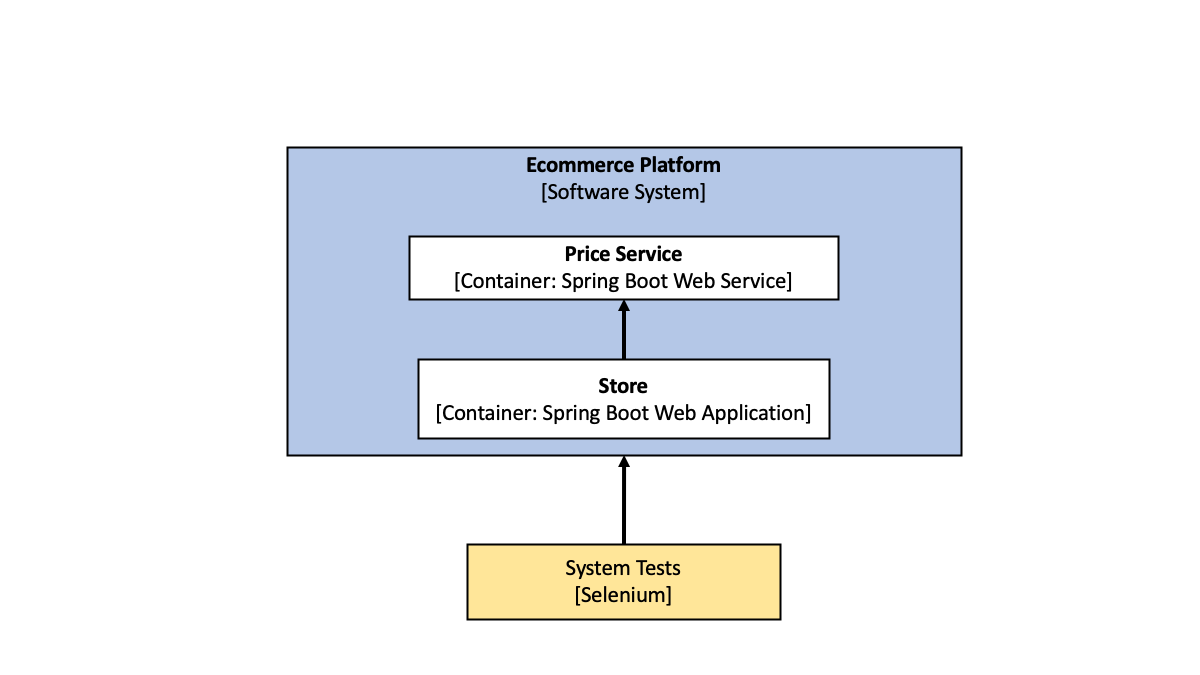 Ecommerce Platform
[Software System]
Price Service
[Container: Spring Boot Web Service]
Store
[Container: Spring Boot Web Application]
System Tests
[Selenium]